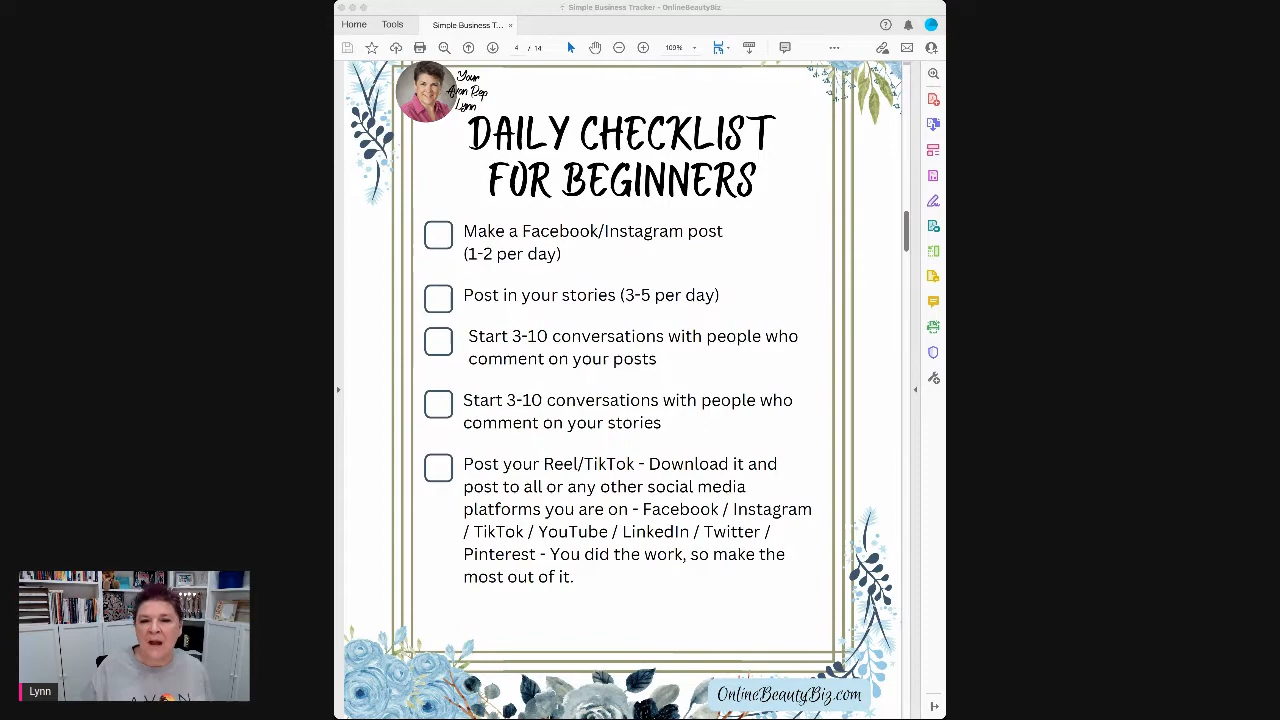 Simple Business Tracker - OnlineBeautyBiz
Home Tools Simple Business T... ×
4 / 14 109%
Your
Avon Rep
Lynn
DAILY CHECKLIST
FOR BEGINNERS
Make a Facebook/Instagram post
(1-2 per day)
Post in your stories (3-5 per day)
Start 3-10 conversations with people who
comment on your posts
Start 3-10 conversations with people who
comment on your stories
Post your Reel/TikTok - Download it and
post to all or any other social media
platforms you are on - Facebook / Instagram
/ TikTok / YouTube / LinkedIn / Twitter /
Pinterest - You did the work, so make the
most out of it.
OnlineBeautyBiz.com
Lynn
AVON